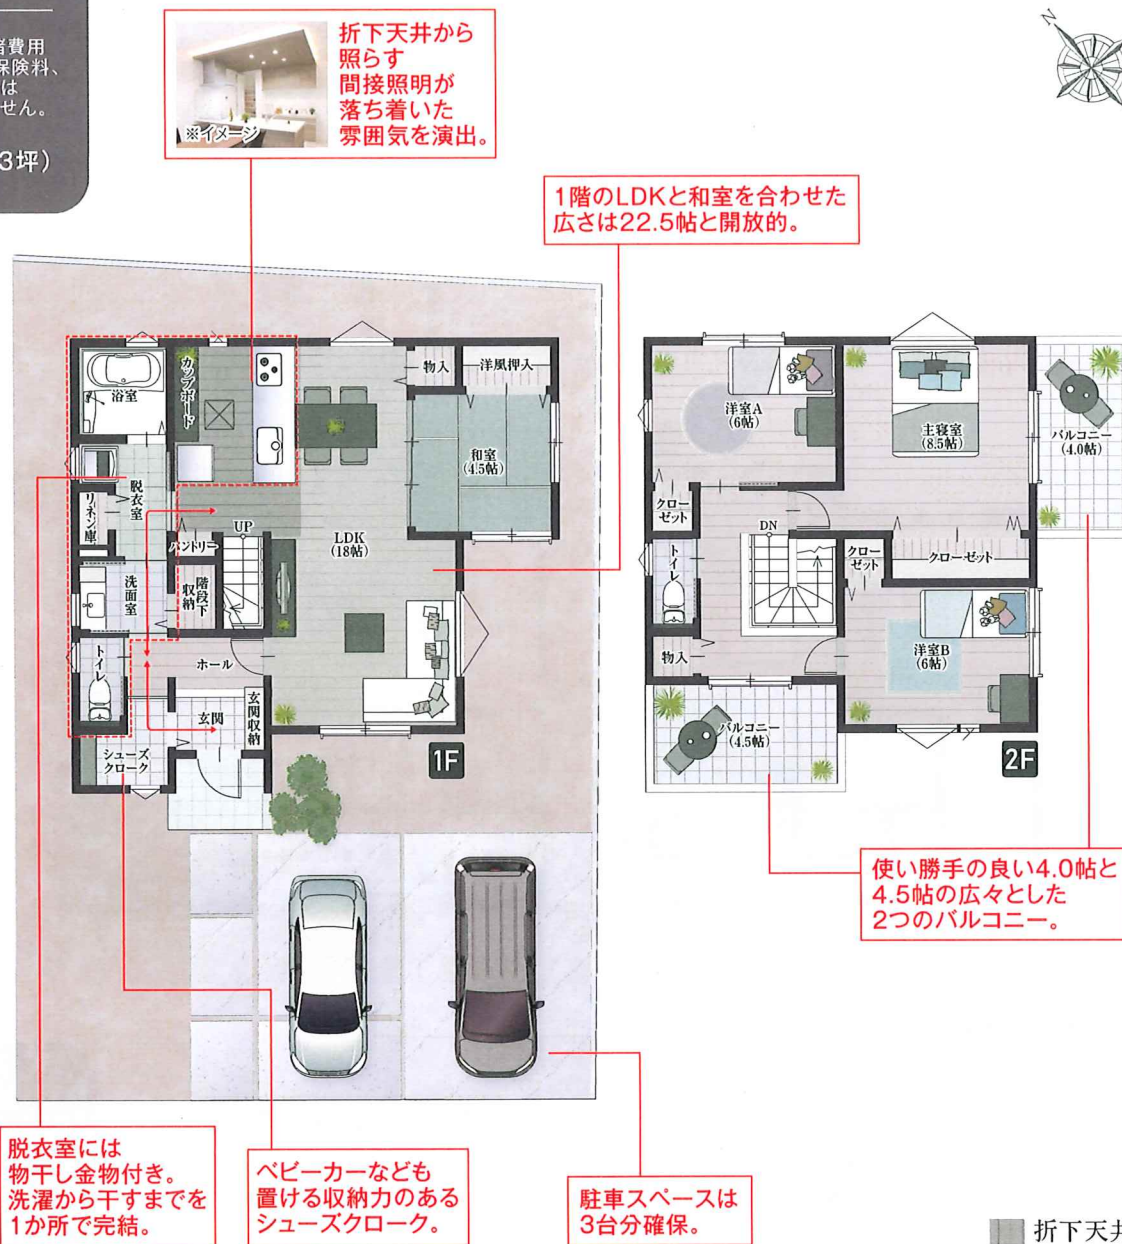 諸費用
保険料、
は
せん。
3坪）
※イメージ
折下天井から
照らす
間接照明が
落ち着いた
雰囲気を演出。
N
1階のLDKと和室を合わせた
広さは22.5帖と開放的。
浴室
カップボード
物入
洋風押入
和室
(4.5帖)
脱衣室
リネン庫
パントリー
UP
LDK
(18帖)
洗面室
階段下
収納
トイレ
ホール
玄関
玄関収納
シューズ
クローク
1F
洋室A
(6帖)
主寝室
(8.5帖)
バルコニー
(4.0帖)
クロー
ゼット
DN
トイレ
クロー
ゼット
クローゼット
物入
洋室B
(6帖)
バルコニー
(4.5帖)
2F
使い勝手の良い4.0帖と
4.5帖の広々とした
2つのバルコニー。
脱衣室には
物干し金物付き。
洗濯から干すまでを
1か所で完結。
ベビーカーなども
置ける収納力のある
シューズクローク。
駐車スペースは
3台分確保。
折下天井